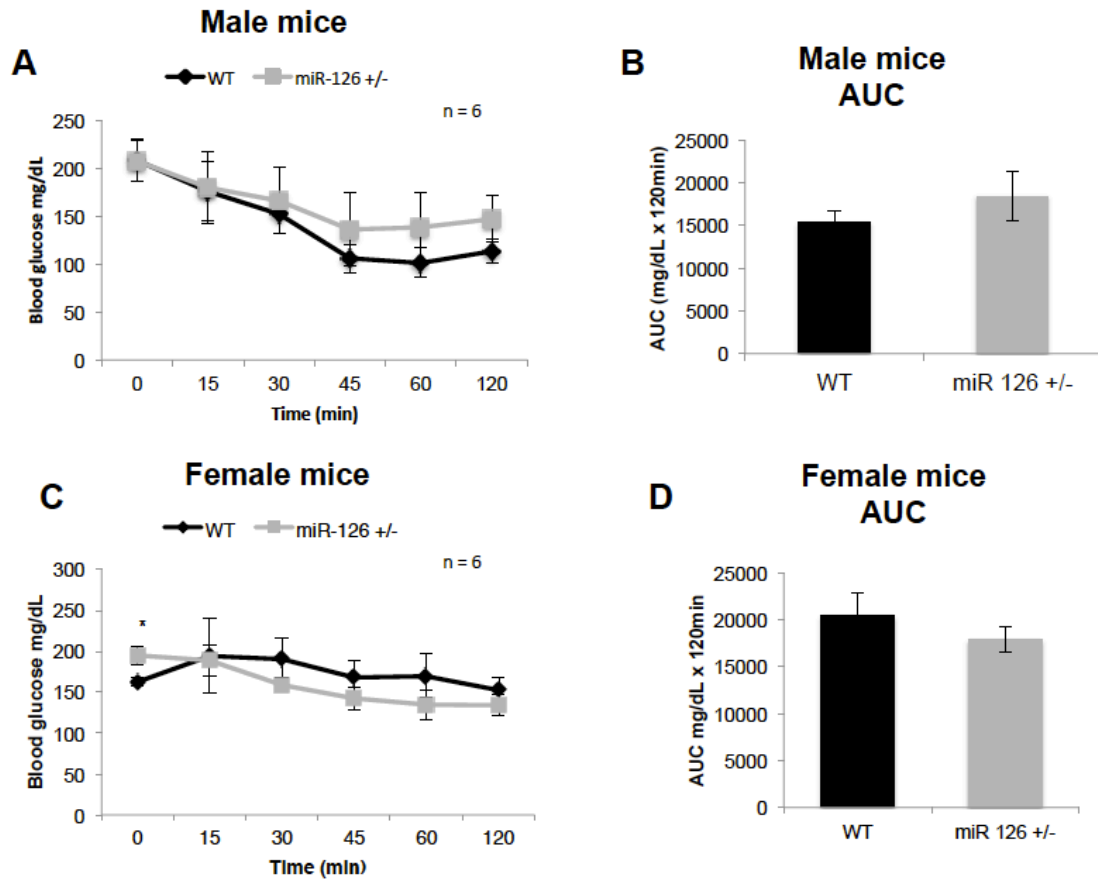 Male mice
A
WT miR-126 +/-
n = 6
Blood glucose mg/dL
250
200
150
100
50
0
0 15 30 45 60 120
Time (min)
B
Male mice
AUC
AUC (mg/dL x 120min)
25000
20000
15000
10000
5000
0
WT miR 126 +/-
Female mice
C
WT miR-126 +/-
n = 6
Blood glucose mg/dL
300
250
200
150
100
50
0
*
0 15 30 45 60 120
Time (min)
D
Female mice
AUC
AUC mg/dL x 120min
25000
20000
15000
10000
5000
0
WT miR 126 +/-